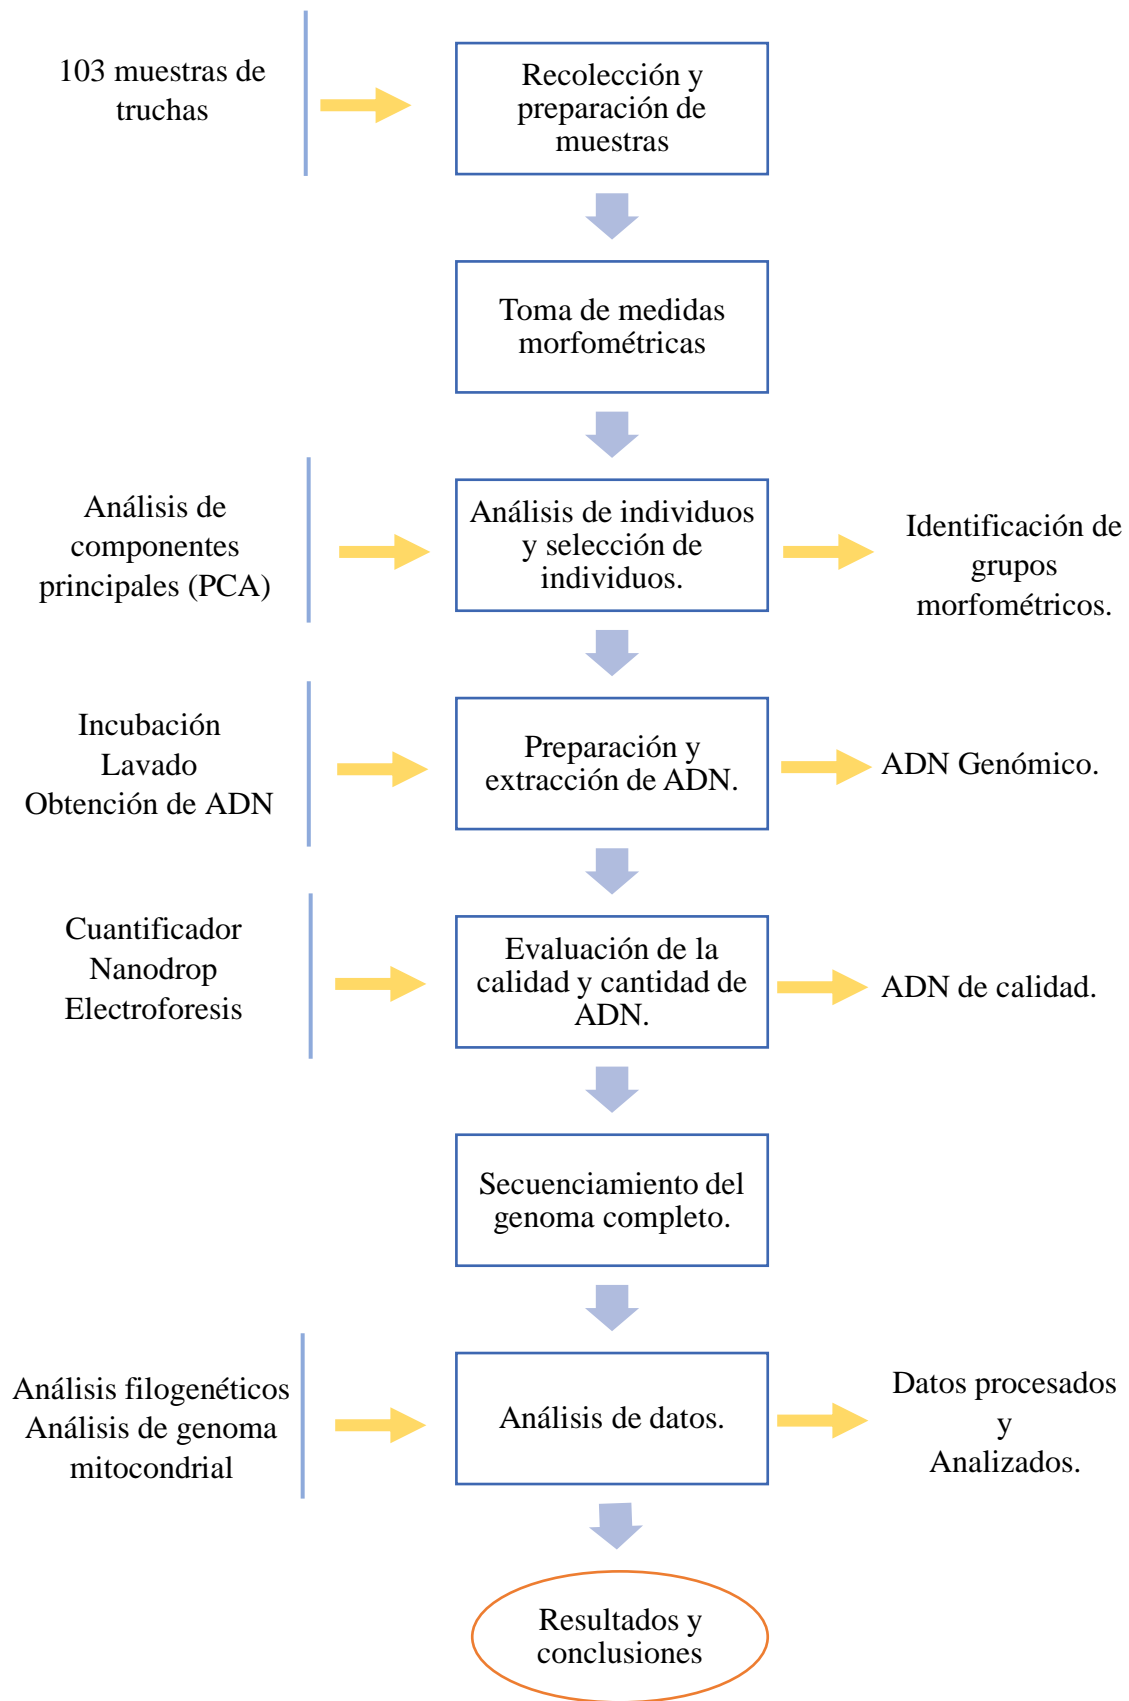 103 muestras de
truchas
Recolección y
preparación de
muestras
Toma de medidas
morfométricas
Análisis de
componentes
principales (PCA)
Análisis de individuos
y selección de
individuos.
Identificación de
grupos
morfométricos.
Incubación
Lavado
Obtención de ADN
Preparación y
extracción de ADN.
ADN Genómico.
Cuantificador
Nanodrop
Electroforesis
Evaluación de la
calidad y cantidad de
ADN.
ADN de calidad.
Secuenciamiento del
genoma completo.
Análisis filogenéticos
Análisis de genoma
mitocondrial
Análisis de datos.
Datos procesados
y
Analizados.
Resultados y
conclusiones